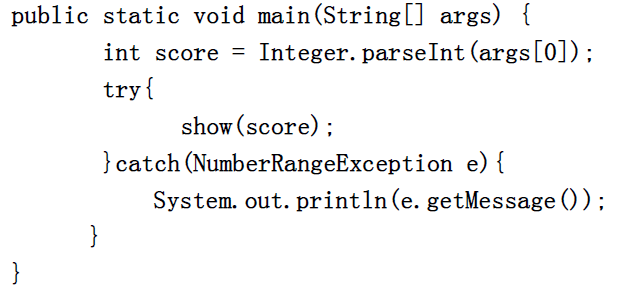 public static void main(String[] args) {
int score = Integer.parseInt(args[0]);
try{
show(score);
}catch(NumberRangeException e){
System.out.println(e.getMessage());
}
}